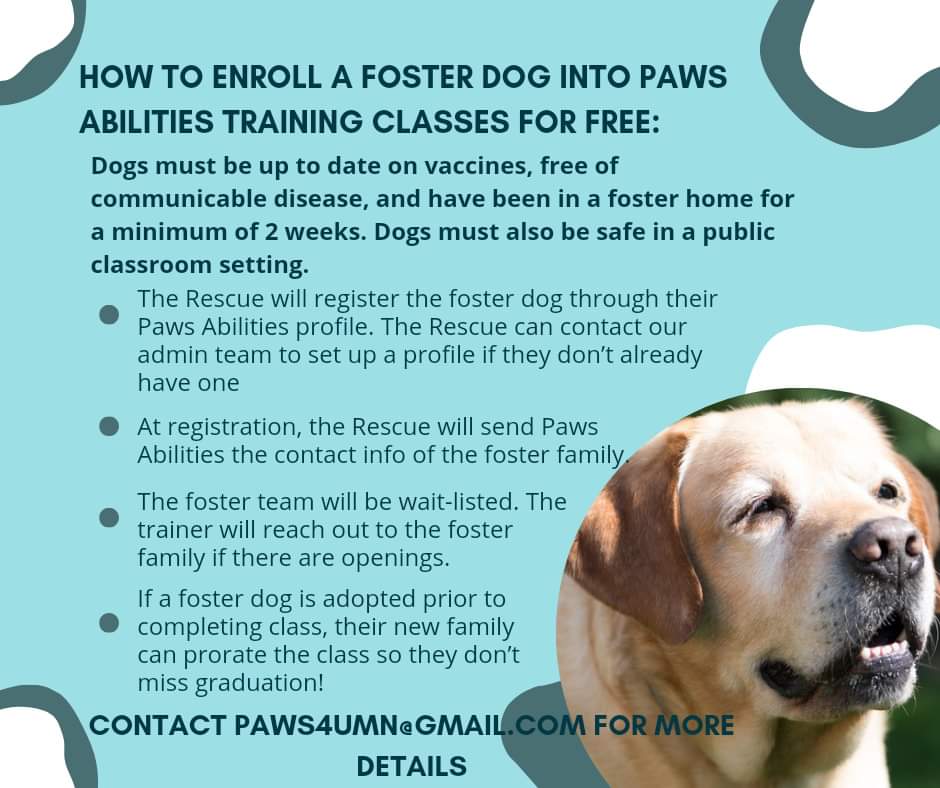 HOW TO ENROLL A FOSTER DOG INTO PAWS
ABILITIES TRAINING CLASSES FOR FREE:
Dogs must be up to date on vaccines, free of
communicable disease, and have been in a foster home for
a minimum of 2 weeks. Dogs must also be safe in a public
classroom setting.
The Rescue will register the foster dog through their
Paws Abilities profile. The Rescue can contact our
admin team to set up a profile if they don’t already
have one
At registration, the Rescue will send Paws
Abilities the contact info of the foster family.
The foster team will be wait-listed. The
trainer will reach out to the foster
family if there are openings.
If a foster dog is adopted prior to
completing class, their new family
can prorate the class so they don’t
miss graduation!
CONTACT PAWS4UMN@GMAIL.COM FOR MORE
DETAILS